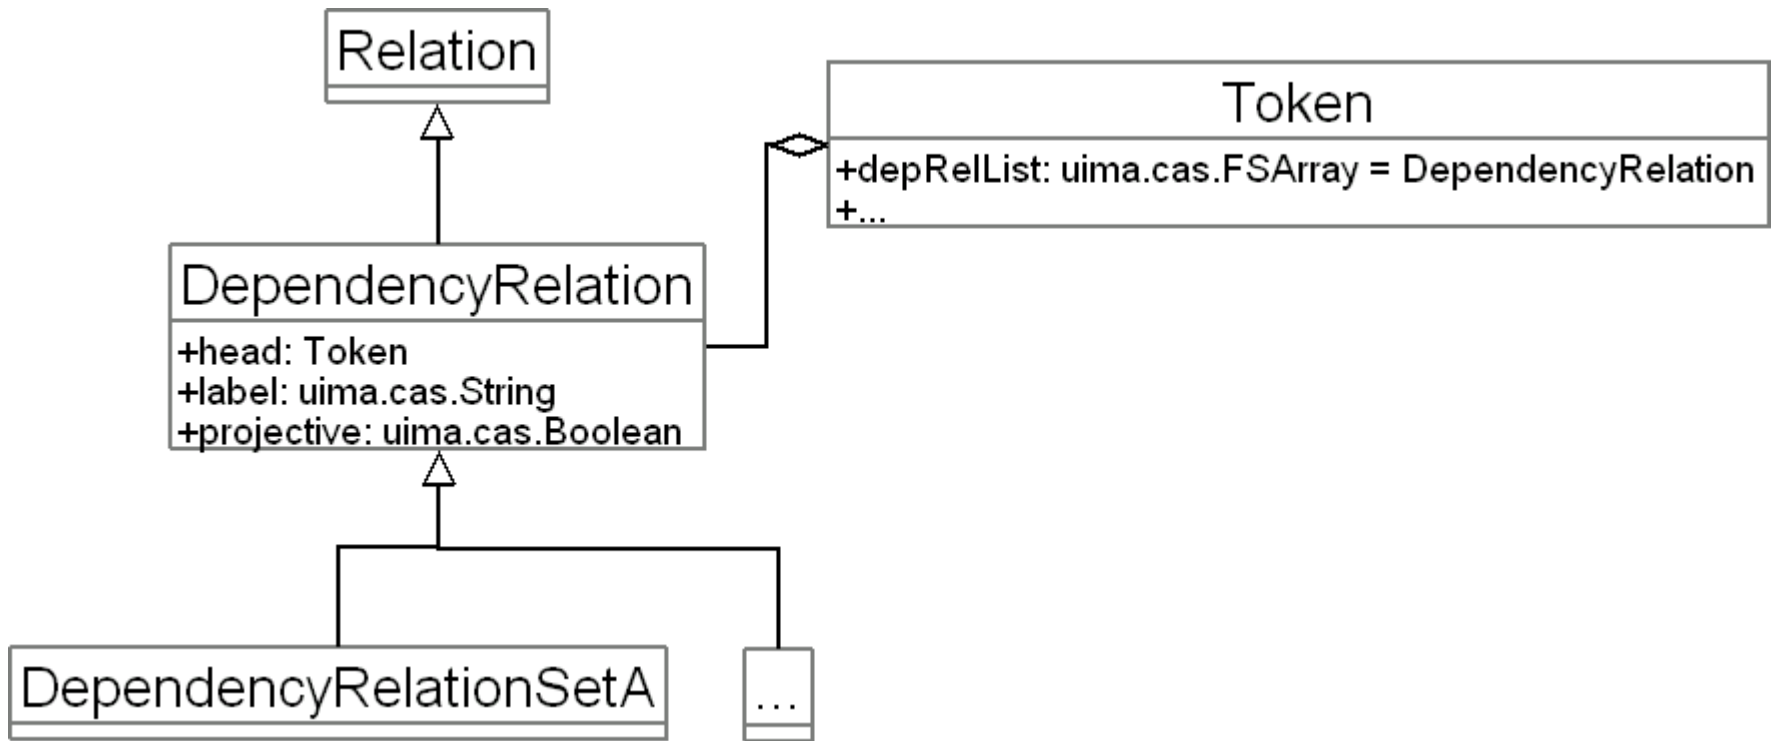 Relation
Token
+depRelList: uima.cas.FSArray = DependencyRelation
+...
DependencyRelation
+head: Token
+label: uima.cas.String
+projective: uima.cas.Boolean
DependencyRelationSetA
...